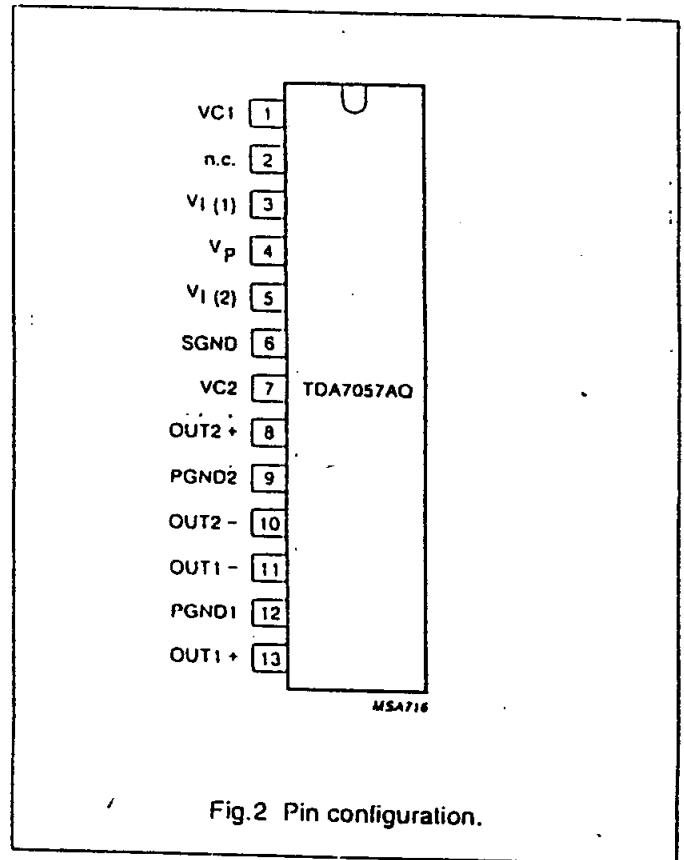 VC1 1
n.c. 2
VI (1) 3
VP 4
VI (2) 5
SGND 6
VC2 7 TDA7057AQ
OUT2 + 8
PGND2 9
OUT2 - 10
OUT1 - 11
PGND1 12
OUT1 + 13
MSA716
Fig.2 Pin configuration.